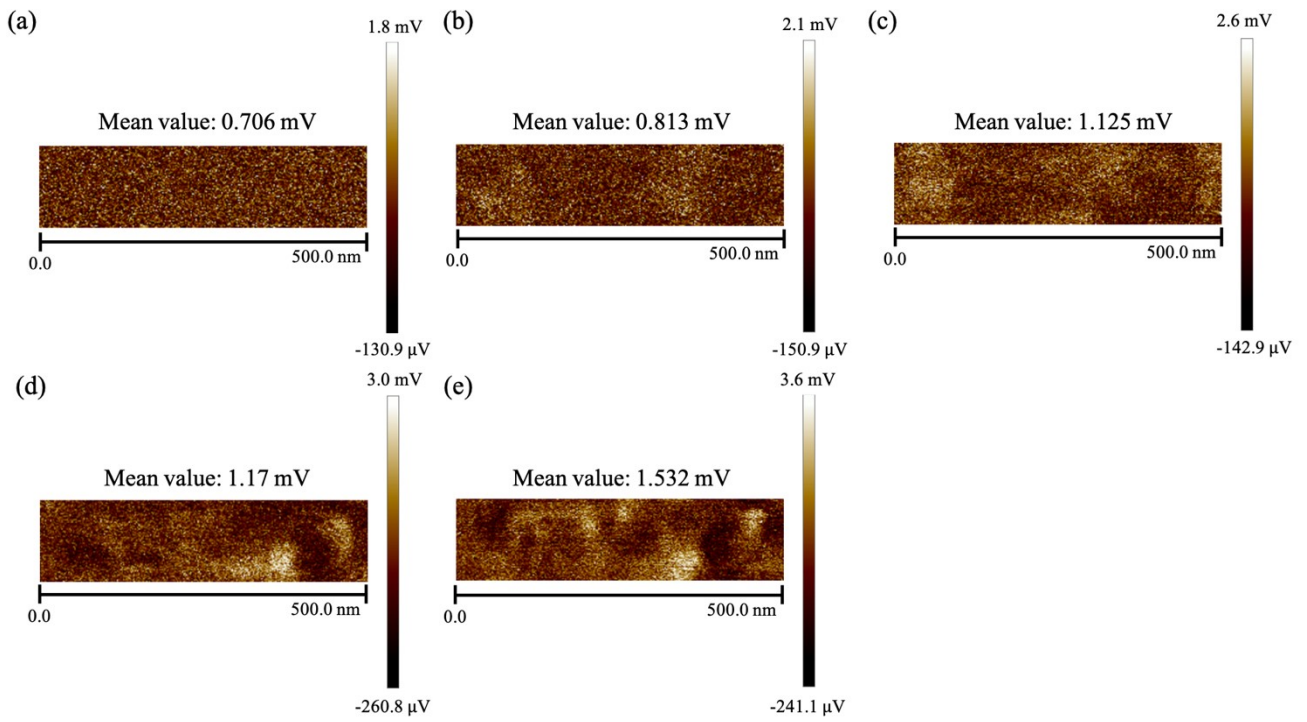 (a)
1.8 mV
Mean value: 0.706 mV
0.0
500.0 nm
-130.9 µV
(b)
2.1 mV
Mean value: 0.813 mV
0.0
500.0 nm
-150.9 µV
(c)
2.6 mV
Mean value: 1.125 mV
0.0
500.0 nm
-142.9 µV
(d)
3.0 mV
Mean value: 1.17 mV
0.0
500.0 nm
-260.8 µV
(e)
3.6 mV
Mean value: 1.532 mV
0.0
500.0 nm
-241.1 µV